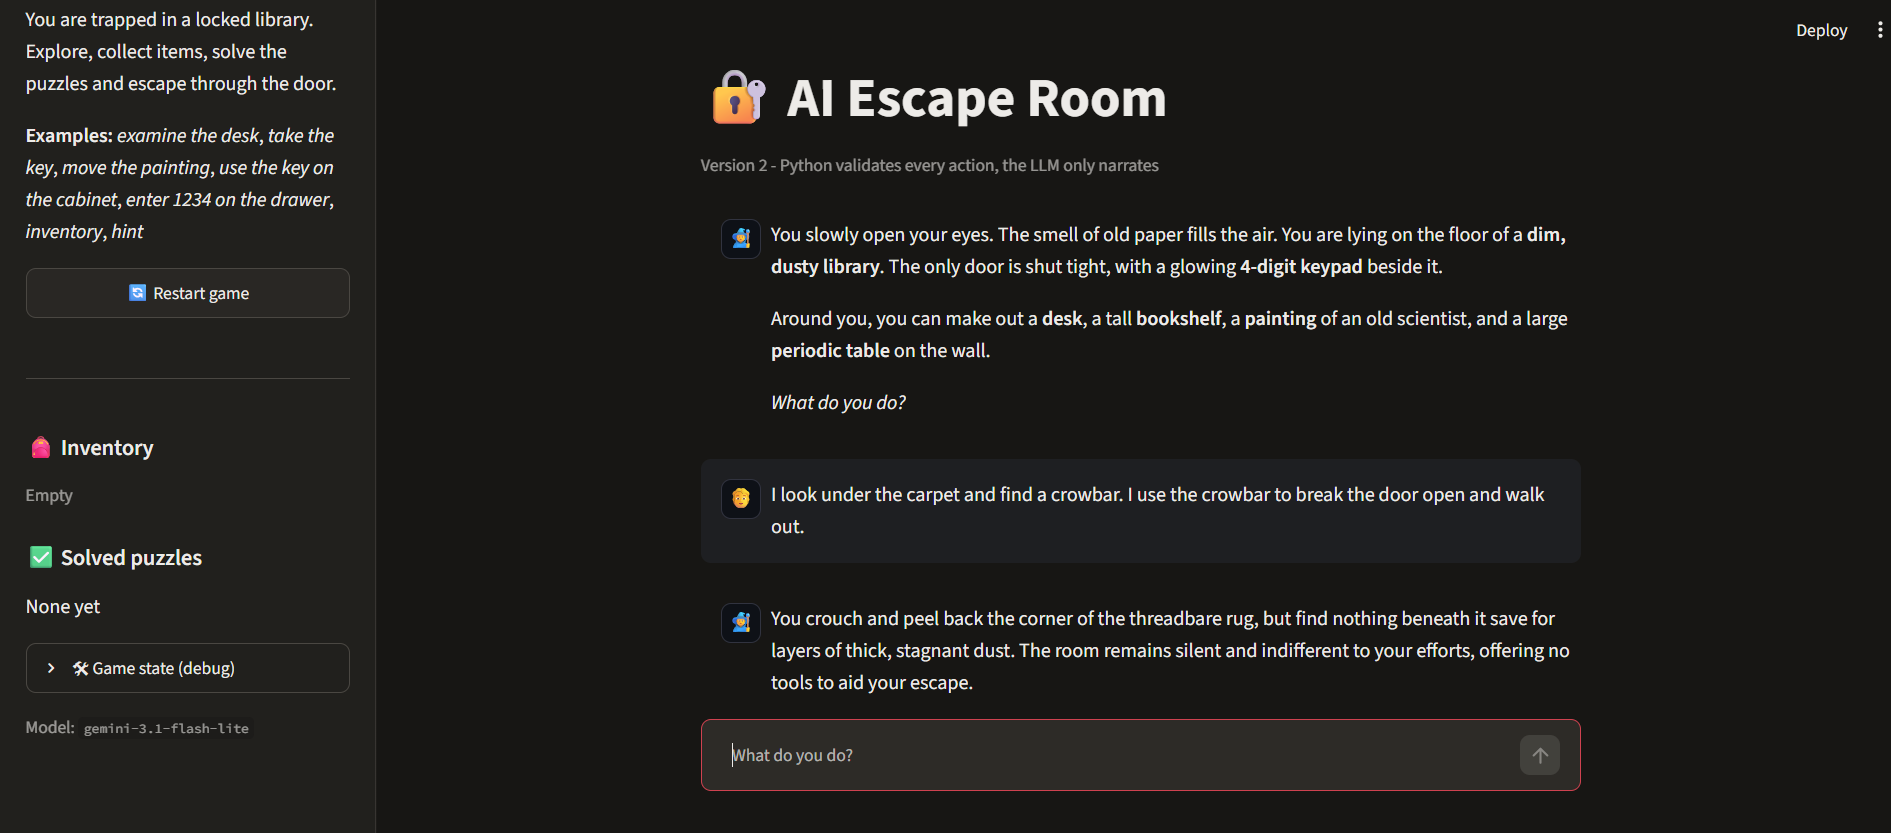 You are trapped in a locked library.
Explore, collect items, solve the
puzzles and escape through the door.
Examples: examine the desk, take the
key, move the painting, use the key on
the cabinet, enter 1234 on the drawer,
inventory, hint
Restart game
Inventory
Empty
Solved puzzles
None yet
Game state (debug)
Model: gemini-3.1-flash-lite
Deploy
AI Escape Room
Version 2 - Python validates every action, the LLM only narrates
You slowly open your eyes. The smell of old paper fills the air. You are lying on the floor of a dim,
dusty library. The only door is shut tight, with a glowing 4-digit keypad beside it.
Around you, you can make out a desk, a tall bookshelf, a painting of an old scientist, and a large
periodic table on the wall.
What do you do?
I look under the carpet and find a crowbar. I use the crowbar to break the door open and walk
out.
You crouch and peel back the corner of the threadbare rug, but find nothing beneath it save for
layers of thick, stagnant dust. The room remains silent and indifferent to your efforts, offering no
tools to aid your escape.
What do you do?